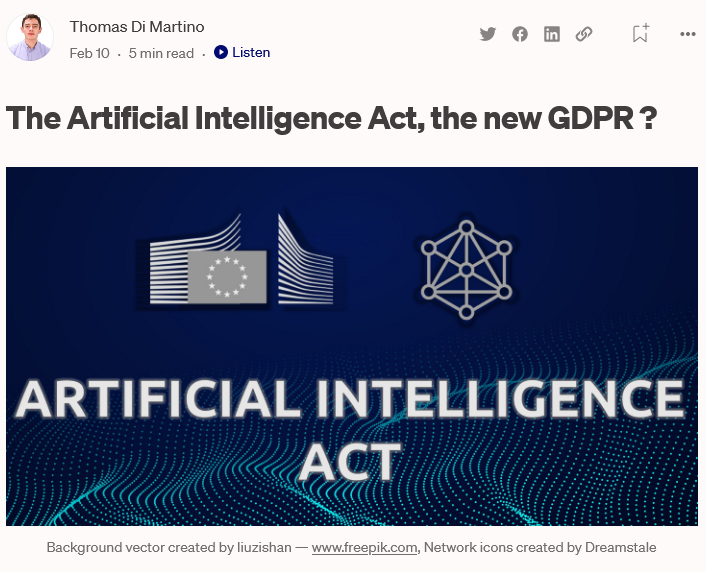 Thomas Di Martino
Feb 10 · 5 min read · Listen
The Artificial Intelligence Act, the new GDPR ?
ARTIFICIAL INTELLIGENCE
ACT
Background vector created by liuzishan — www.freepik.com, Network icons created by Dreamstale